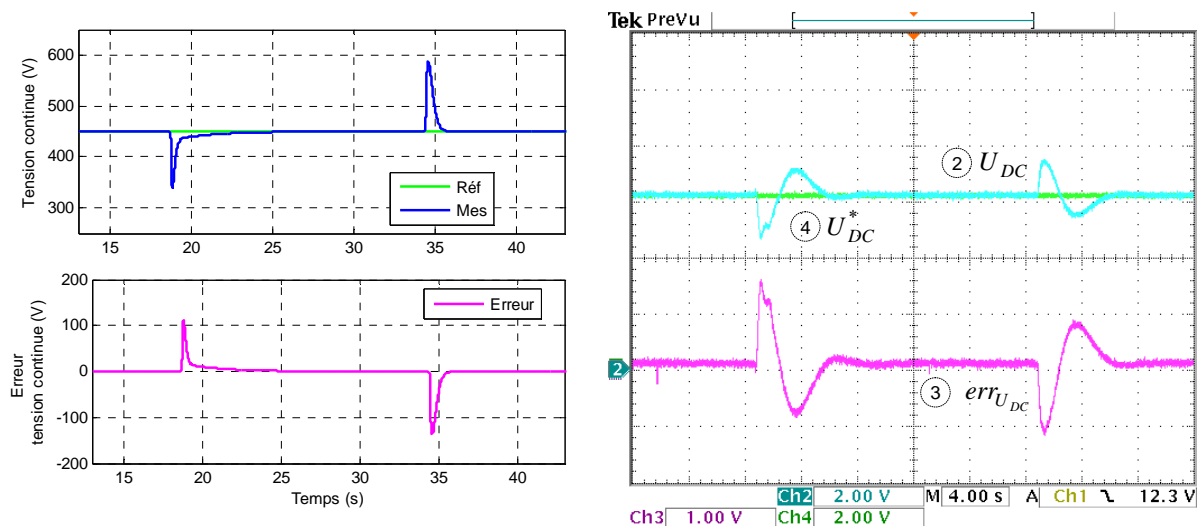 Tension continue (V)
600
450
300
15 20 25 30 35 40
Réf
Mes
Erreur
tension continue (V)
200
100
0
-100
-200
15 20 25 30 35 40
Erreur
Temps (s)
Tek PreVu
2 U_DC
4 U*_DC
2
3 err_U_DC
Ch2 2.00 V M 4.00 s A Ch1 12.3 V
Ch3 1.00 V Ch4 2.00 V